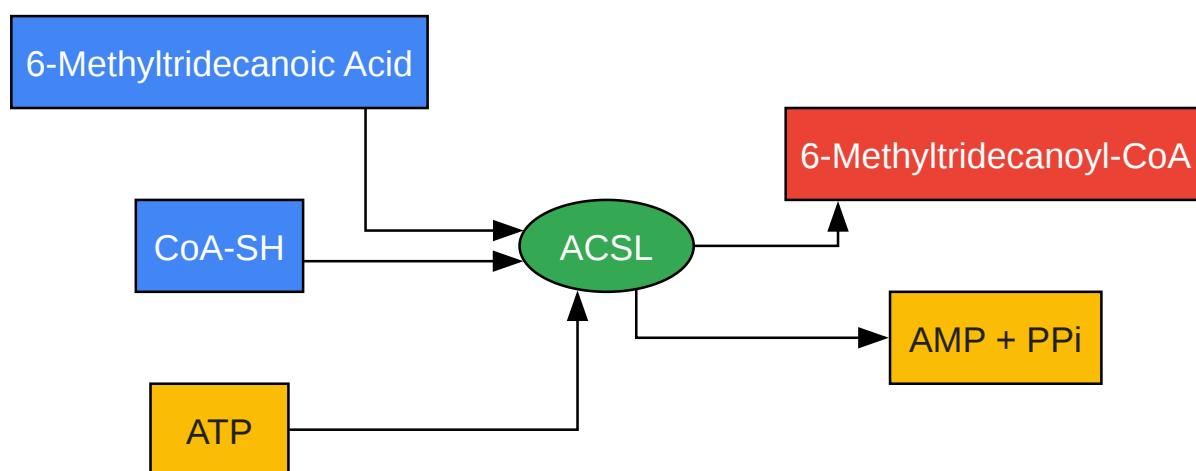 6-Methyltridecanoic Acid
6-Methyltridecanoyl-CoA
CoA-SH
ACSL
AMP + PPi
ATP